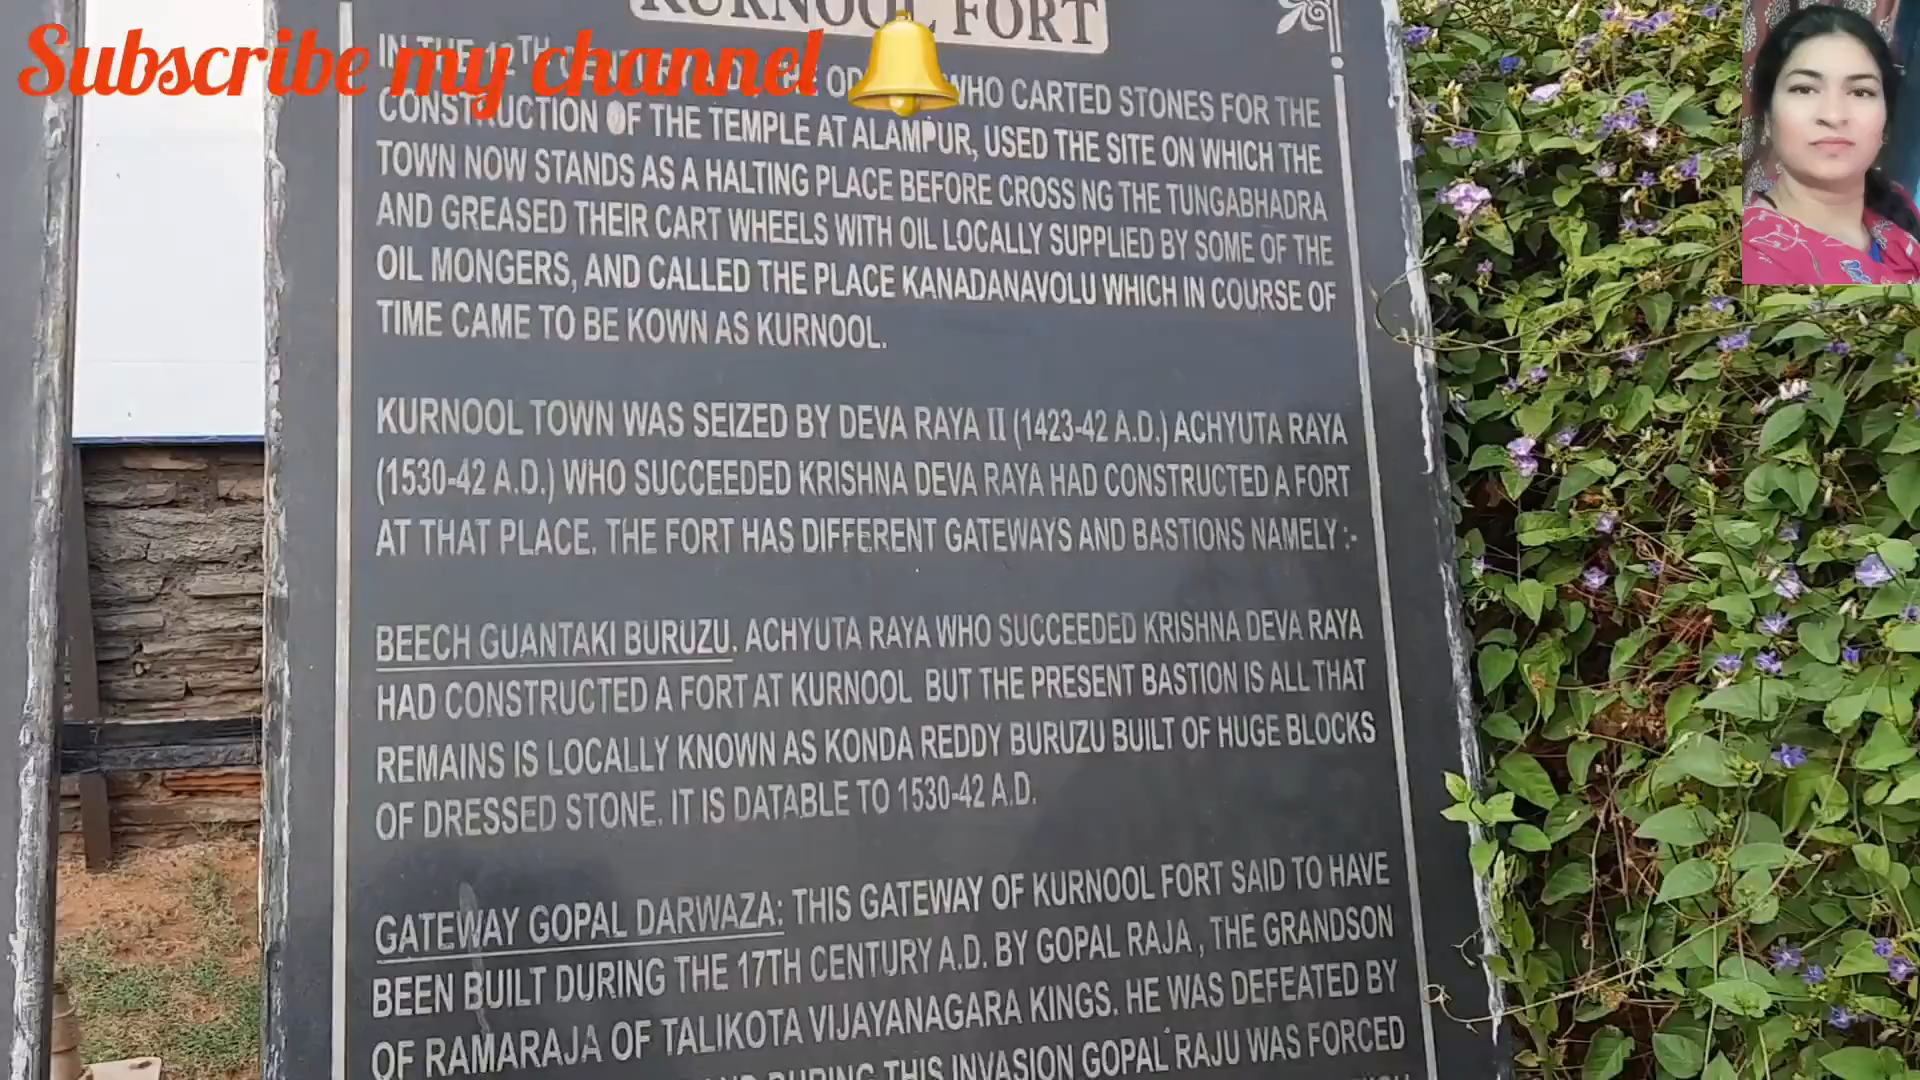 KURNOOL FORT
Subscribe my channel
IN THE 12TH CENTURY A.D., THE WHO CARTED STONES FOR THE
CONSTRUCTION OF THE TEMPLE AT ALAMPUR, USED THE SITE ON WHICH THE
TOWN NOW STANDS AS A HALTING PLACE BEFORE CROSS NG THE TUNGABHADRA
AND GREASED THEIR CART WHEELS WITH OIL LOCALLY SUPPLIED BY SOME OF THE
OIL MONGERS, AND CALLED THE PLACE KANADANAVOLU WHICH IN COURSE OF
TIME CAME TO BE KOWN AS KURNOOL.
KURNOOL TOWN WAS SEIZED BY DEVA RAYA II (1423-42 A.D.) ACHYUTA RAYA
(1530-42 A.D.) WHO SUCCEEDED KRISHNA DEVA RAYA HAD CONSTRUCTED A FORT
AT THAT PLACE. THE FORT HAS DIFFERENT GATEWAYS AND BASTIONS NAMELY :-
BEECH GUANTAKI BURUZU. ACHYUTA RAYA WHO SUCCEEDED KRISHNA DEVA RAYA
HAD CONSTRUCTED A FORT AT KURNOOL BUT THE PRESENT BASTION IS ALL THAT
REMAINS IS LOCALLY KNOWN AS KONDA REDDY BURUZU BUILT OF HUGE BLOCKS
OF DRESSED STONE. IT IS DATABLE TO 1530-42 A.D.
GATEWAY GOPAL DARWAZA: THIS GATEWAY OF KURNOOL FORT SAID TO HAVE
BEEN BUILT DURING THE 17TH CENTURY A.D. BY GOPAL RAJA , THE GRANDSON
OF RAMARAJA OF TALIKOTA VIJAYANAGARA KINGS. HE WAS DEFEATED BY
AND DURING THIS INVASION GOPAL RAJU WAS FORCED